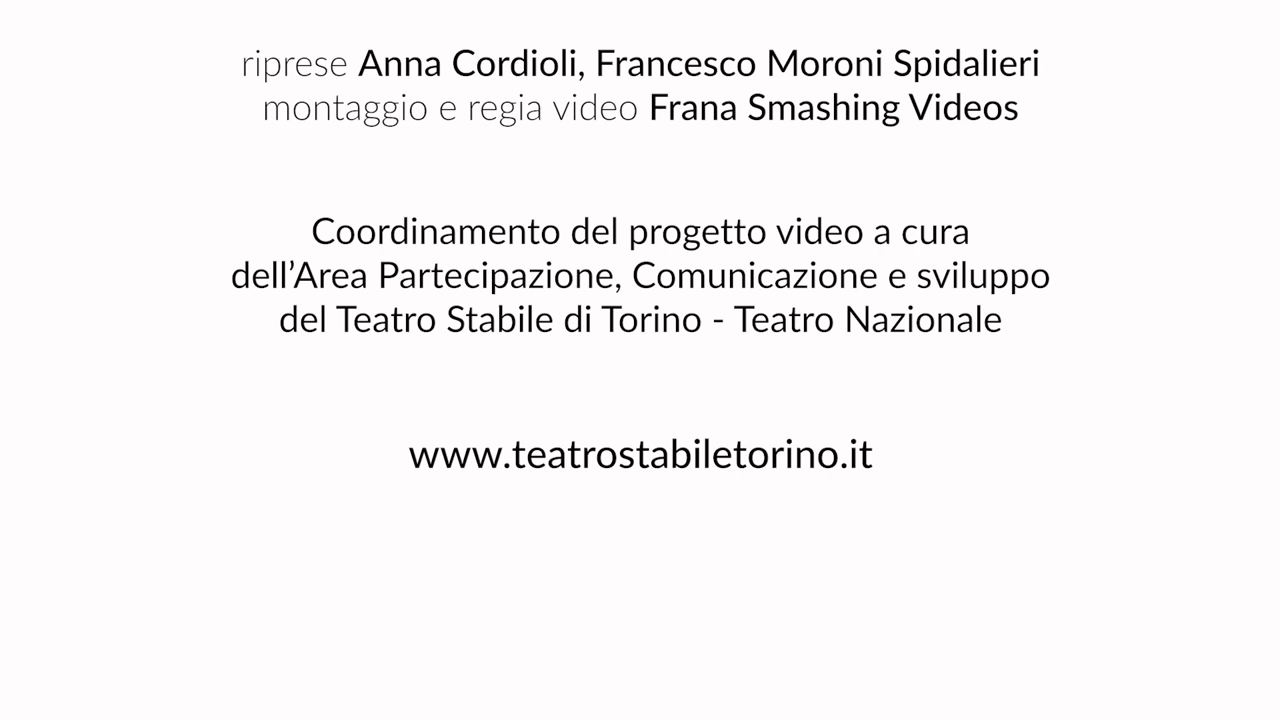 riprese Anna Cordioli, Francesco Moroni Spidalieri
montaggio e regia video Frana Smashing Videos
Coordinamento del progetto video a cura
dell’Area Partecipazione, Comunicazione e sviluppo
del Teatro Stabile di Torino - Teatro Nazionale
www.teatrostabiletorino.it